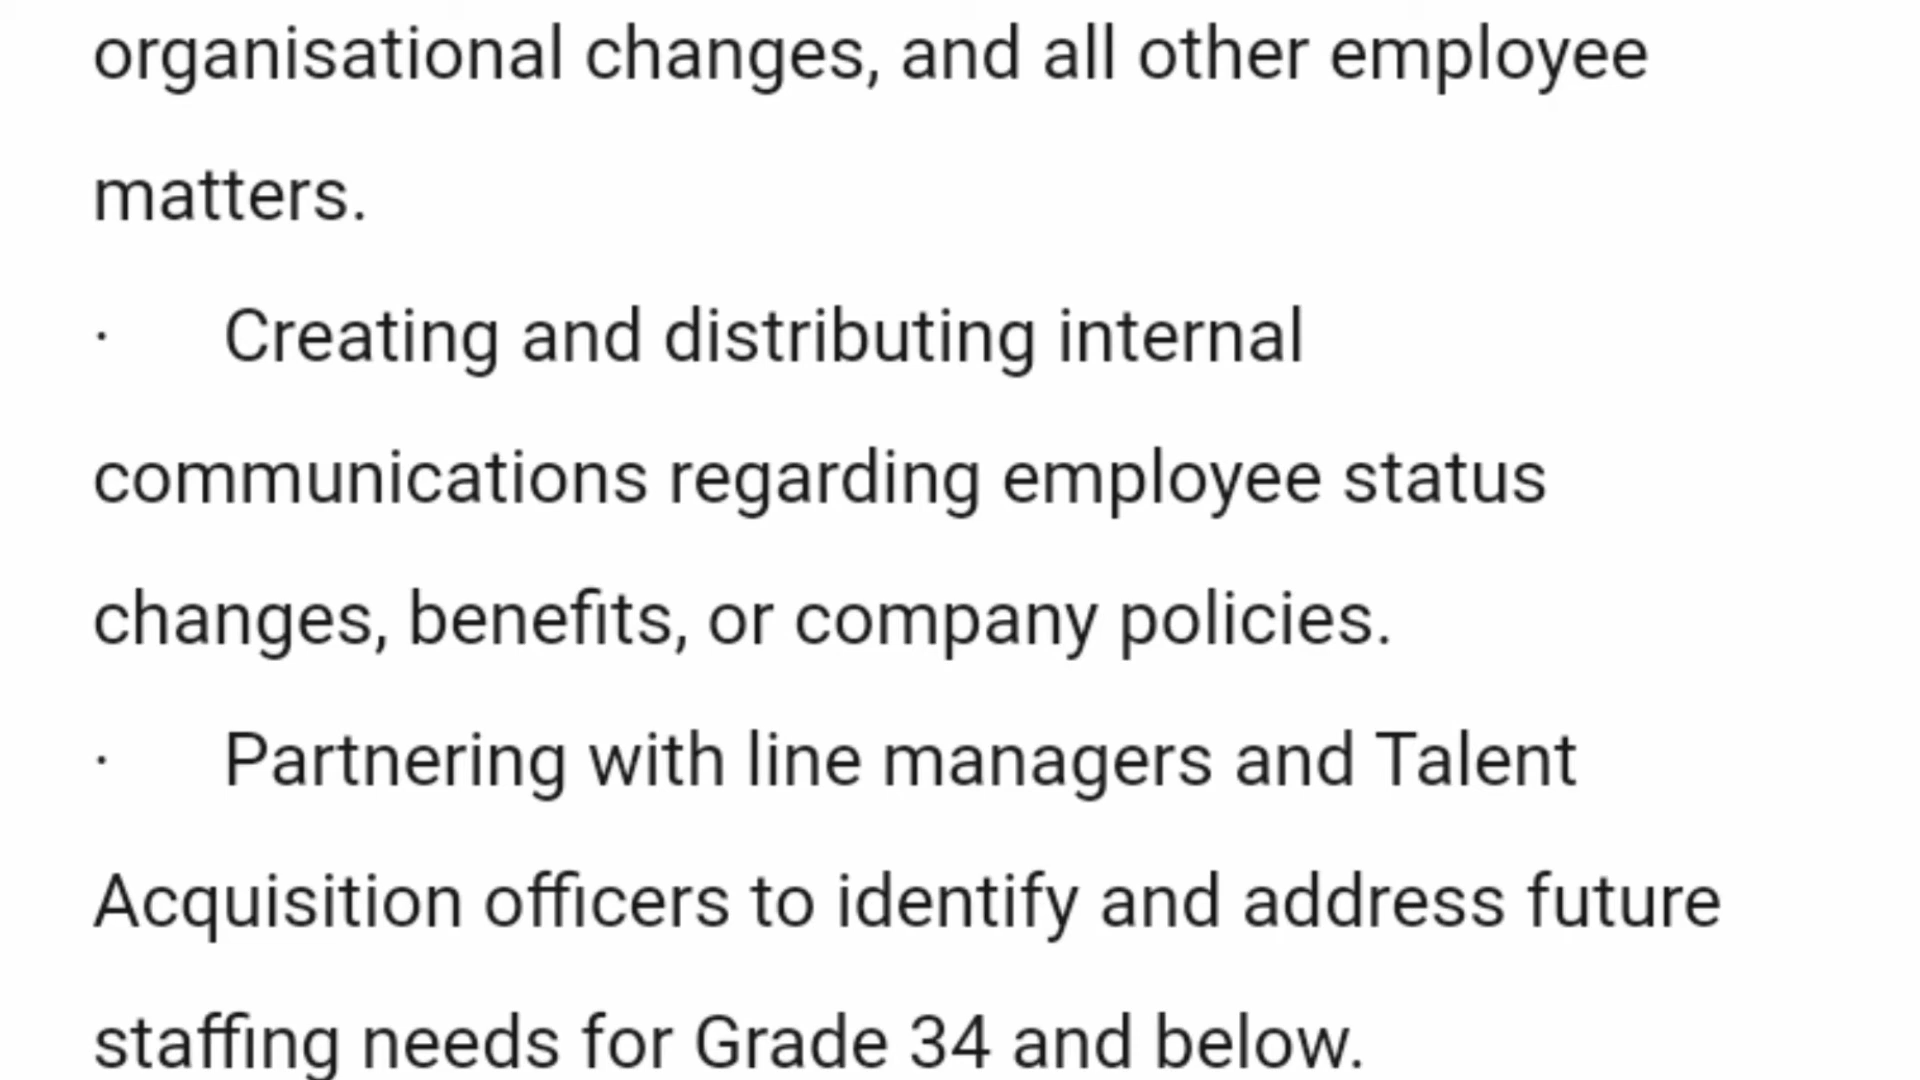 organisational changes, and all other employee
matters.
· Creating and distributing internal
communications regarding employee status
changes, benefits, or company policies.
· Partnering with line managers and Talent
Acquisition officers to identify and address future
staffing needs for Grade 34 and below.